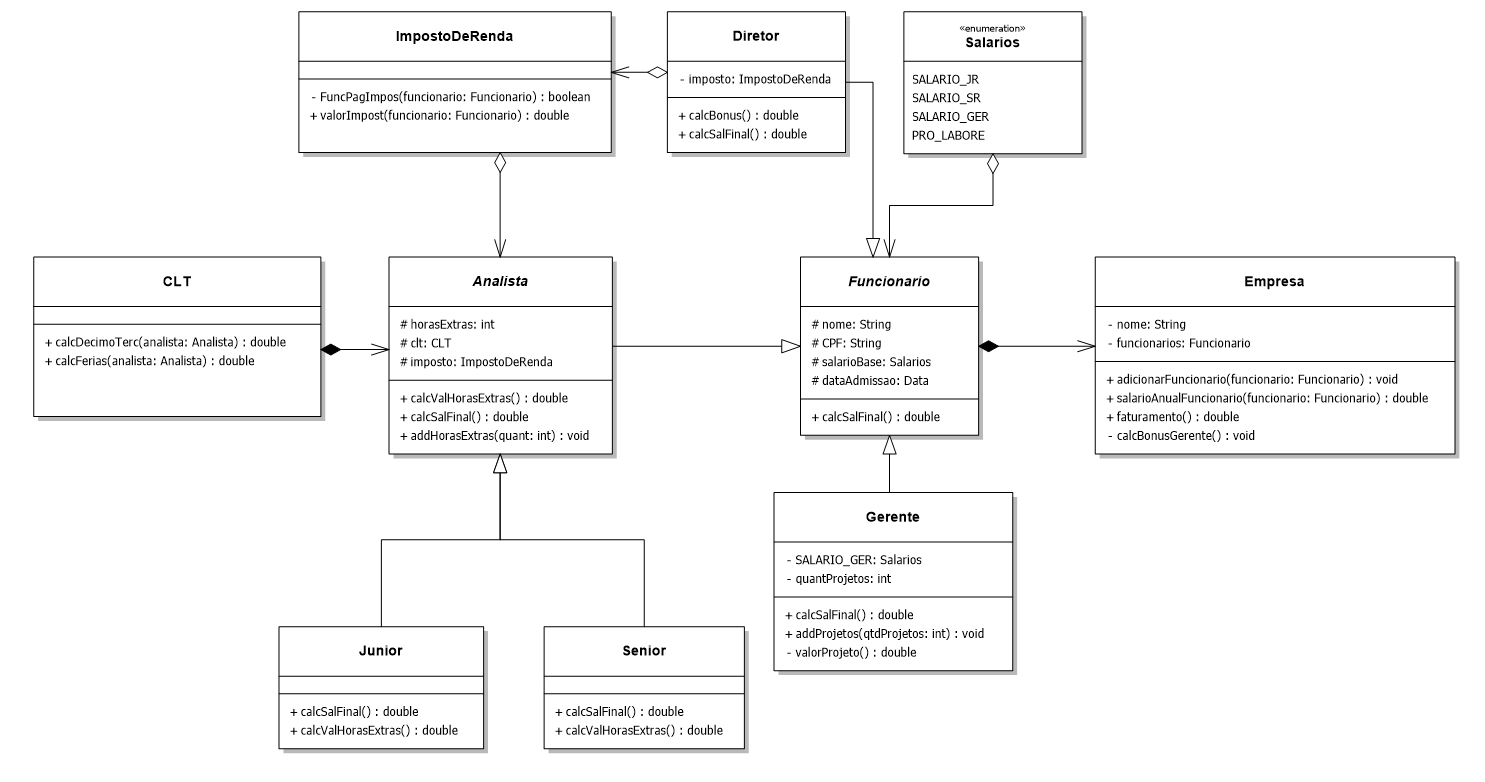 ImpostoDeRenda
- FuncPagImpos(funcionario: Funcionario) : boolean
+ valorImpost(funcionario: Funcionario) : double
Diretor
- imposto: ImpostoDeRenda
+ calcBonus() : double
+ calcSalFinal() : double
«enumeration»
Salarios
SALARIO_JR
SALARIO_SR
SALARIO_GER
PRO_LABORE
CLT
+ calcDecimoTerc(analista: Analista) : double
+ calcFerias(analista: Analista) : double
Analista
# horasExtras: int
# clt: CLT
# imposto: ImpostoDeRenda
+ calcValHorasExtras() : double
+ calcSalFinal() : double
+ addHorasExtras(quant: int) : void
Funcionario
# nome: String
# CPF: String
# salarioBase: Salarios
# dataAdmissao: Data
+ calcSalFinal() : double
Empresa
- nome: String
- funcionarios: Funcionario
+ adicionarFuncionario(funcionario: Funcionario) : void
+ salarioAnualFuncionario(funcionario: Funcionario) : double
+ faturamento() : double
- calcBonusGerente() : void
Gerente
- SALARIO_GER: Salarios
- quantProjetos: int
+ calcSalFinal() : double
+ addProjetos(qtdProjetos: int) : void
- valorProjeto() : double
Junior
+ calcSalFinal() : double
+ calcValHorasExtras() : double
Senior
+ calcSalFinal() : double
+ calcValHorasExtras() : double